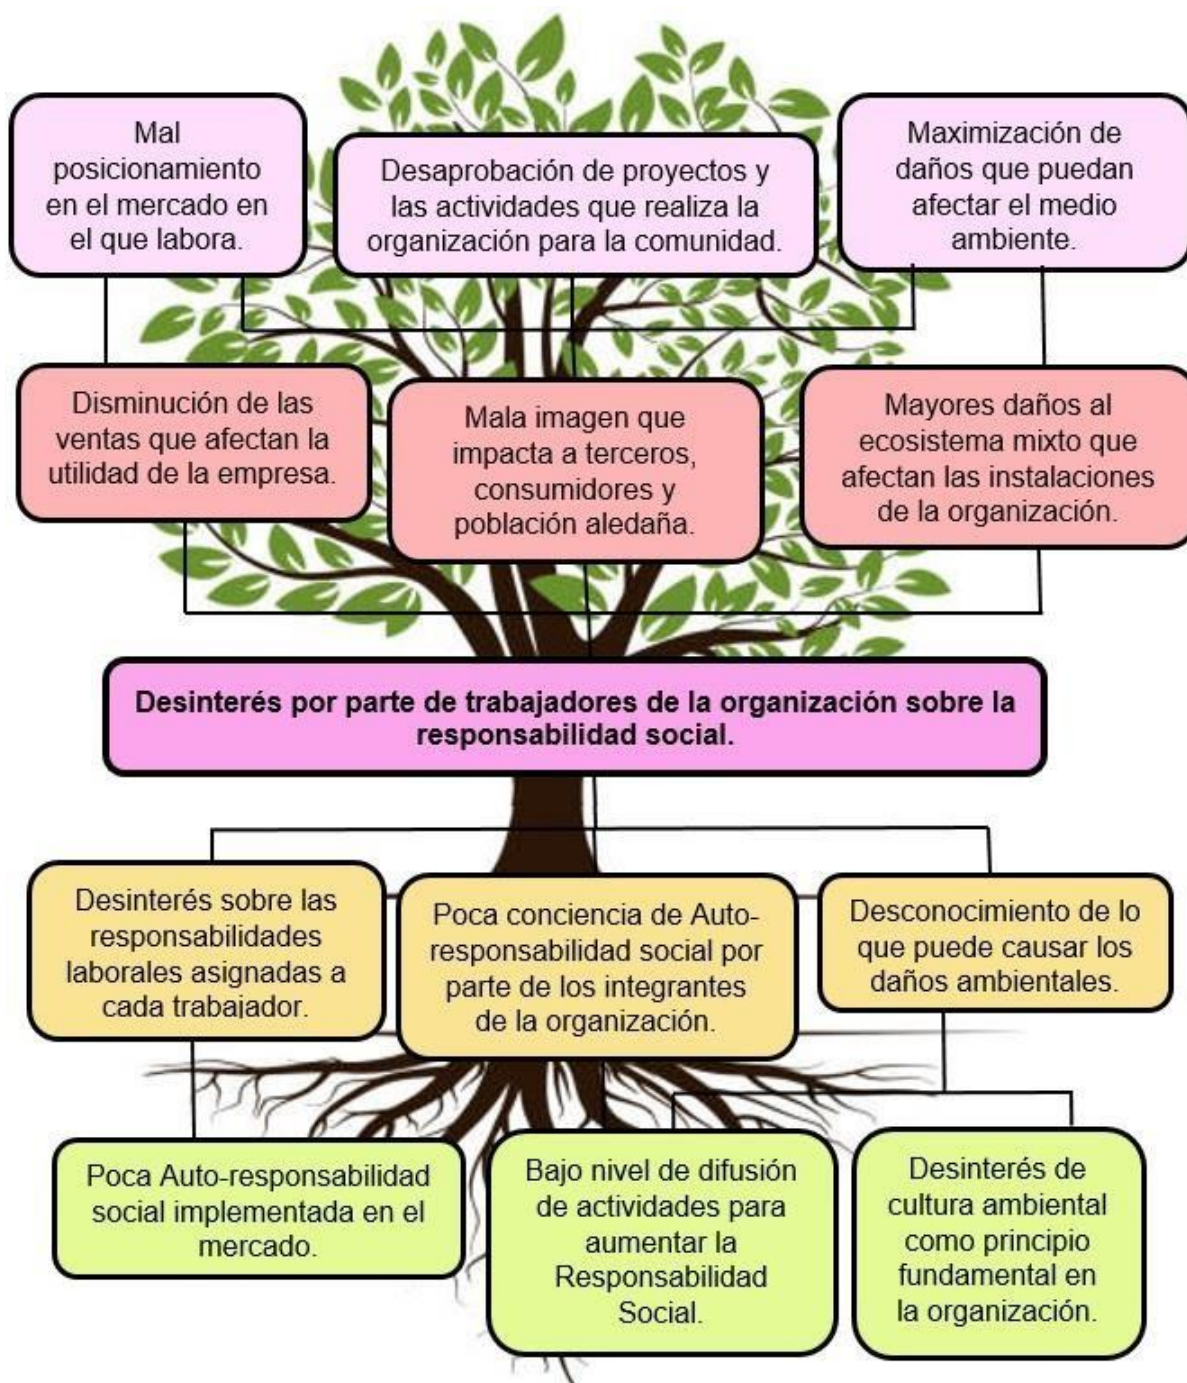 Mal
posicionamiento
en el mercado en
el que labora.
Desaprobación de proyectos y
las actividades que realiza la
organización para la comunidad.
Maximización de
daños que puedan
afectar el medio
ambiente.
Disminución de las
ventas que afectan la
utilidad de la empresa.
Mala imagen que
impacta a terceros,
consumidores y
población aledaña.
Mayores daños al
ecosistema mixto que
afectan las instalaciones
de la organización.
Desinterés por parte de trabajadores de la organización sobre la
responsabilidad social.
Desinterés sobre las
responsabilidades
laborales asignadas a
cada trabajador.
Poca conciencia de Auto-
responsabilidad social por
parte de los integrantes
de la organización.
Desconocimiento de lo
que puede causar los
daños ambientales.
Poca Auto-responsabilidad
social implementada en el
mercado.
Bajo nivel de difusión
de actividades para
aumentar la
Responsabilidad
Social.
Desinterés de
cultura ambiental
como principio
fundamental en
la organización.